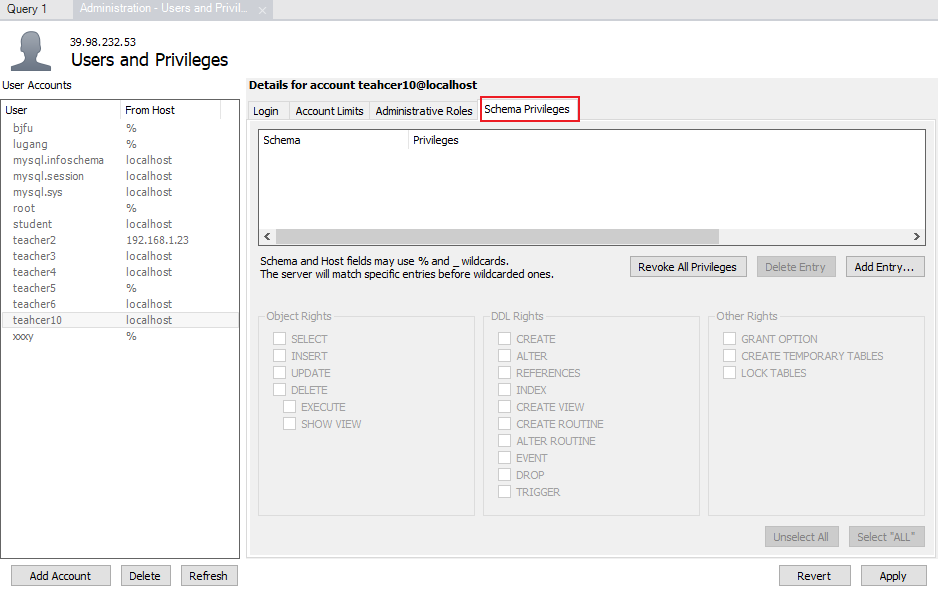 Query 1
Administration - Users and Privil...
39.98.232.53
Users and Privileges
User Accounts
User From Host
bjfu %
lugang %
mysql.infoschema localhost
mysql.session localhost
mysql.sys localhost
root %
student localhost
teacher2 192.168.1.23
teacher3 localhost
teacher4 localhost
teacher5 %
teacher6 localhost
teahcer10 localhost
xxxy %
Add Account Delete Refresh
Details for account teahcer10@localhost
Login Account Limits Administrative Roles Schema Privileges
Schema Privileges
Schema and Host fields may use % and _ wildcards.
The server will match specific entries before wildcarded ones.
Revoke All Privileges Delete Entry Add Entry...
Object Rights
SELECT
INSERT
UPDATE
DELETE
EXECUTE
SHOW VIEW
DDL Rights
CREATE
ALTER
REFERENCES
INDEX
CREATE VIEW
CREATE ROUTINE
ALTER ROUTINE
EVENT
DROP
TRIGGER
Other Rights
GRANT OPTION
CREATE TEMPORARY TABLES
LOCK TABLES
Unselect All Select "ALL"
Revert Apply